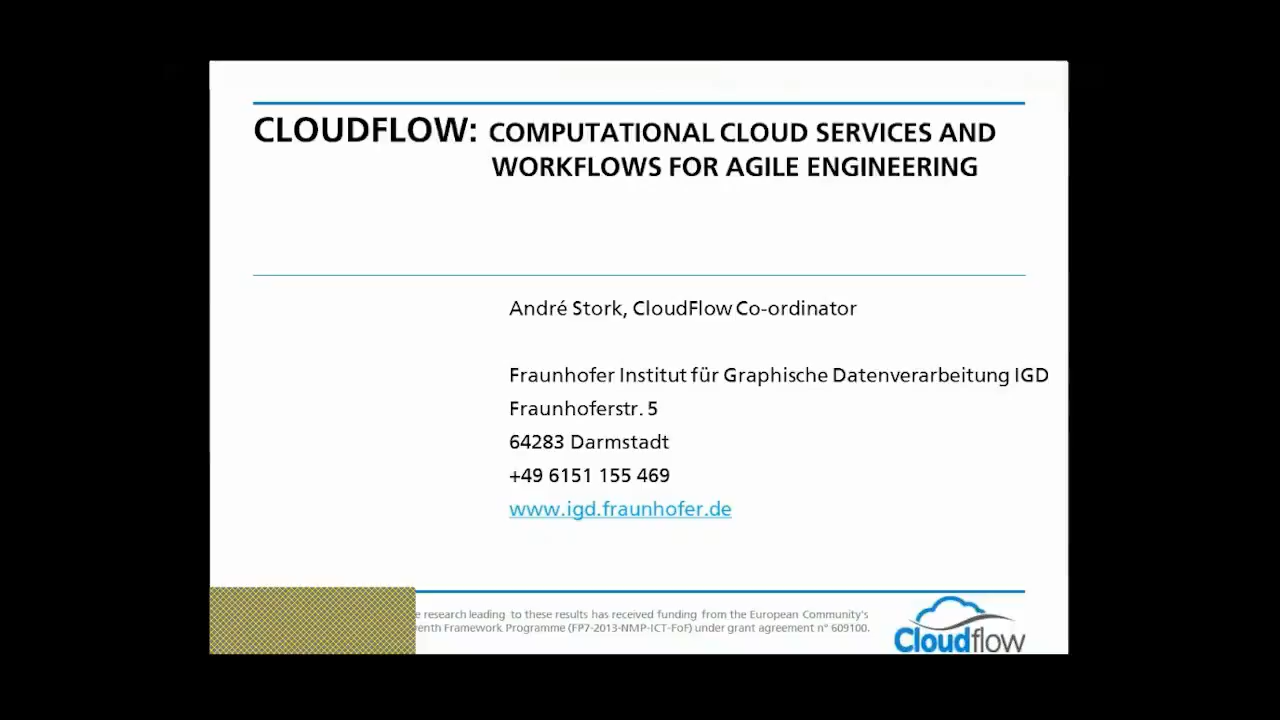 CLOUDFLOW: COMPUTATIONAL CLOUD SERVICES AND
WORKFLOWS FOR AGILE ENGINEERING
André Stork, CloudFlow Co-ordinator
Fraunhofer Institut für Graphische Datenverarbeitung IGD
Fraunhoferstr. 5
64283 Darmstadt
+49 6151 155 469
www.igd.fraunhofer.de
research leading to these results has received funding from the European Community's
Framework Programme (FP7-2013-NMP-ICT-FoF) under grant agreement n° 609100.
Cloudflow